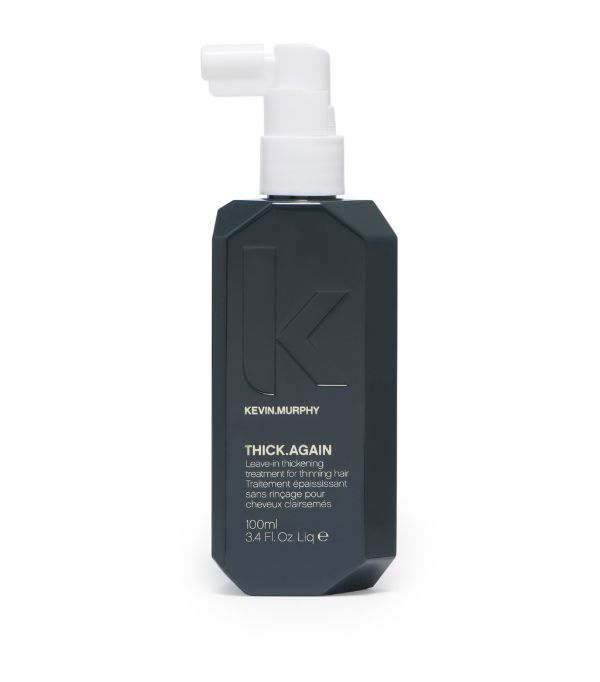 k
KEVIN.MURPHY
THICK.AGAIN
Leave-in thickening
treatment for thinning hair
Traitement épaississant
sans rinçage pour
cheveux clairsemés
100ml
3.4 Fl. Oz. Liq ℮